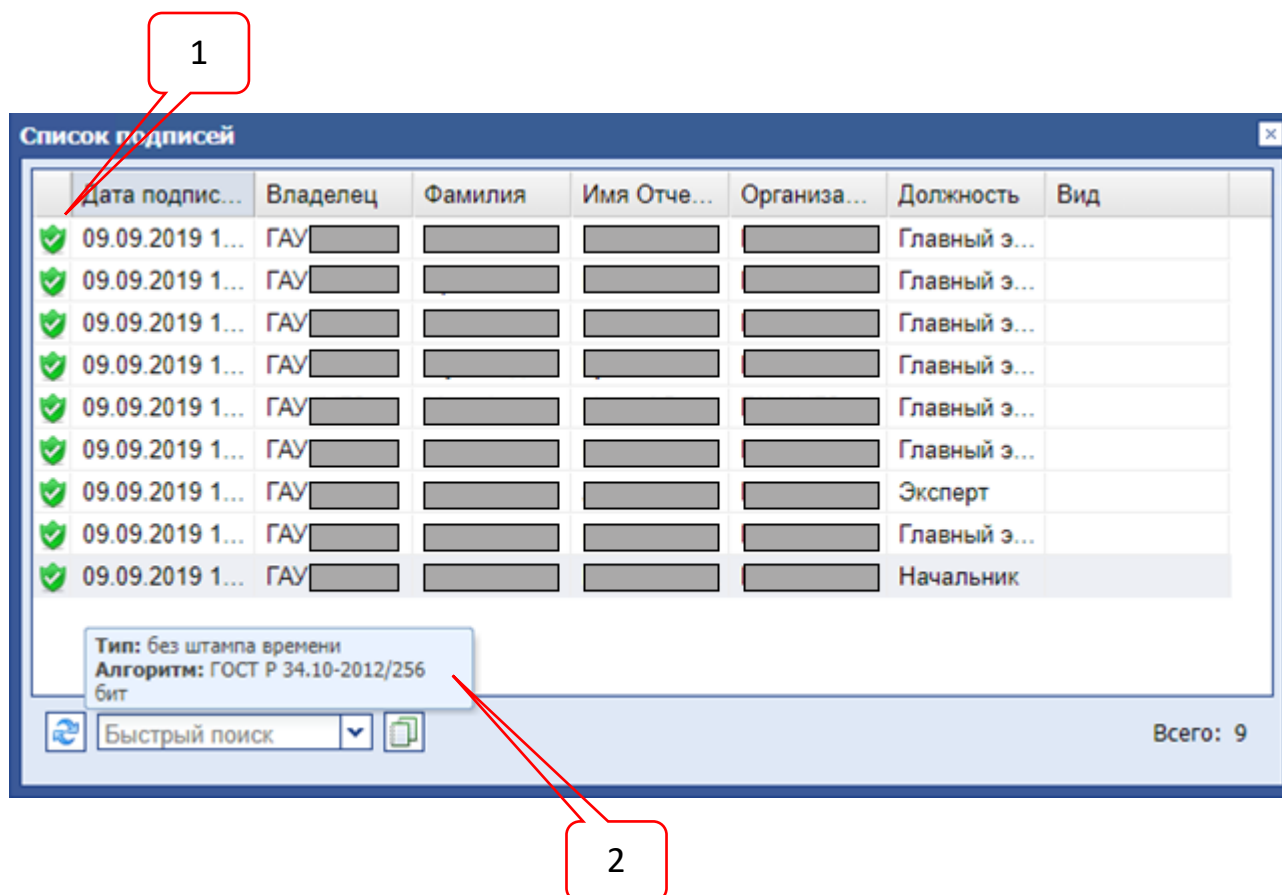 1
Список подписей
Дата подпис... Владелец Фамилия Имя Отче... Организа... Должность Вид
09.09.2019 1... ГАУ Главный э...
09.09.2019 1... ГАУ Главный э...
09.09.2019 1... ГАУ Главный э...
09.09.2019 1... ГАУ Главный э...
09.09.2019 1... ГАУ Главный э...
09.09.2019 1... ГАУ Главный э...
09.09.2019 1... ГАУ Эксперт
09.09.2019 1... ГАУ Главный э...
09.09.2019 1... ГАУ Начальник
Тип: без штампа времени
Алгоритм: ГОСТ Р 34.10-2012/256
бит
Быстрый поиск Всего: 9
2